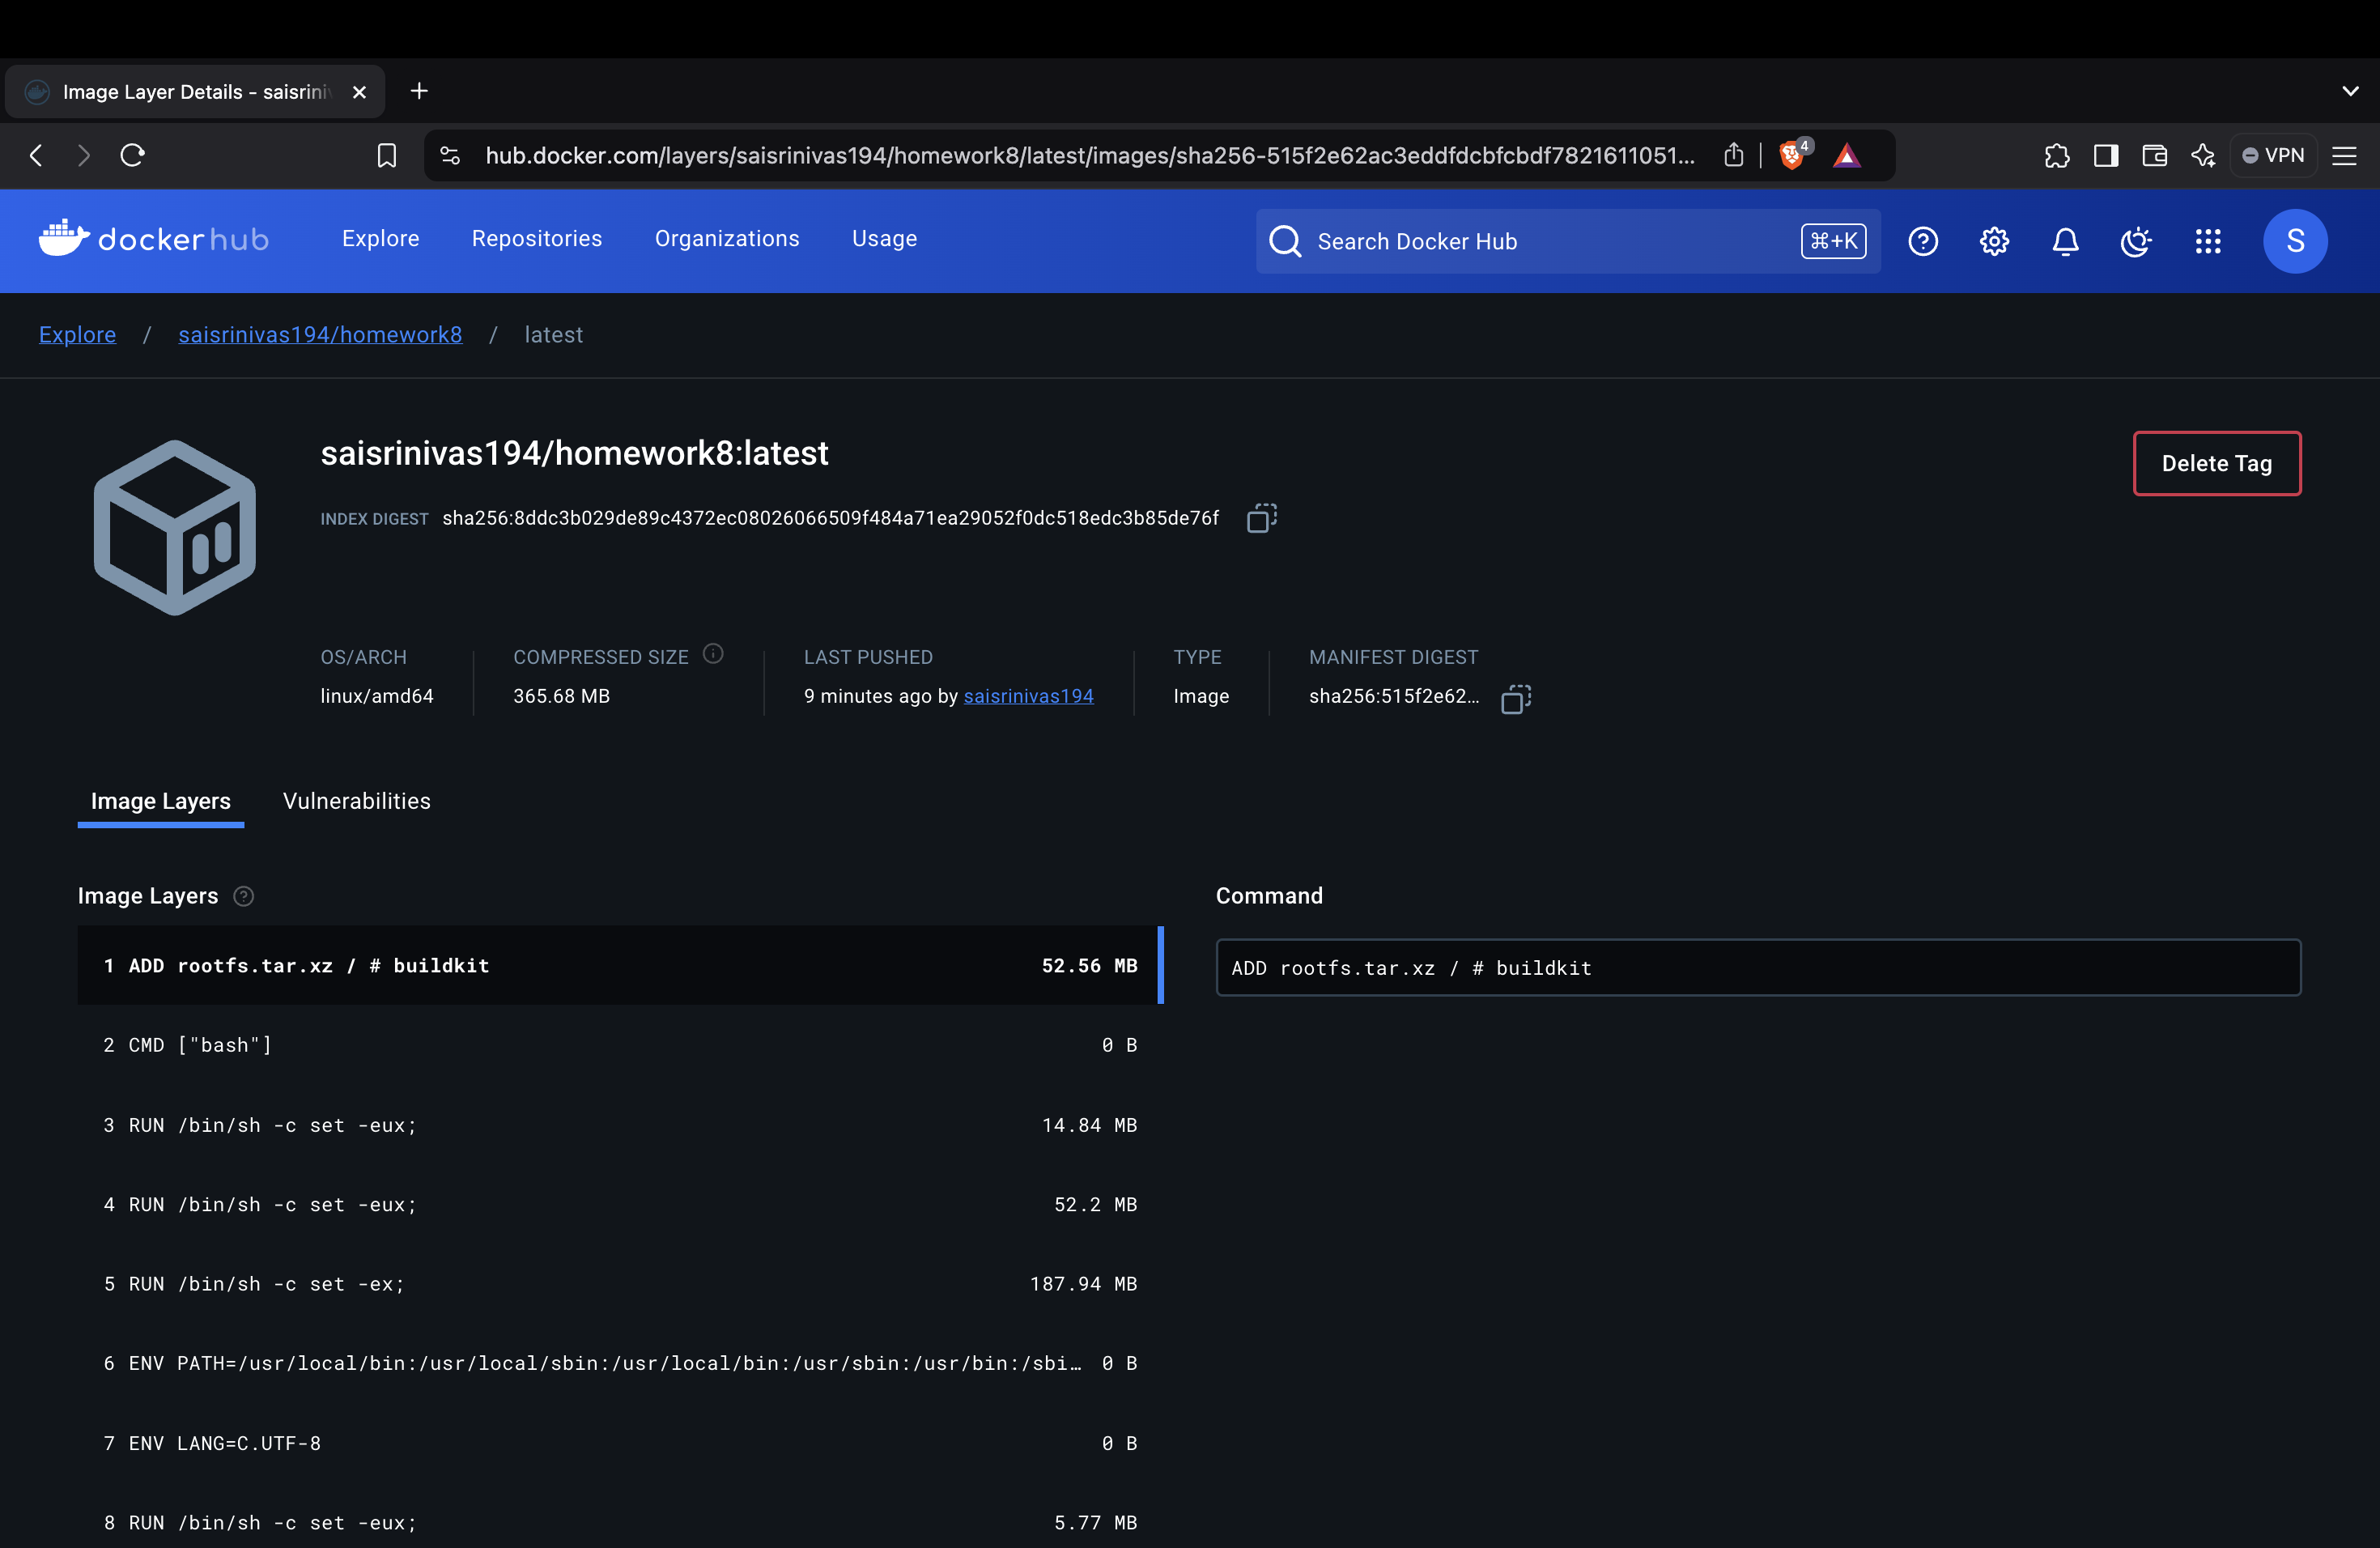 Image Layer Details - saisriniv
hub.docker.com/layers/saisrinivas194/homework8/latest/images/sha256-515f2e62ac3eddfdcbfcbdf7821611051...
4
VPN
dockerhub
Explore
Repositories
Organizations
Usage
Search Docker Hub
⌘+K
S
Explore / saisrinivas194/homework8 / latest
saisrinivas194/homework8:latest
Delete Tag
INDEX DIGEST sha256:8ddc3b029de89c4372ec08026066509f484a71ea29052f0dc518edc3b85de76f
OS/ARCH
linux/amd64
COMPRESSED SIZE
365.68 MB
LAST PUSHED
9 minutes ago by saisrinivas194
TYPE
Image
MANIFEST DIGEST
sha256:515f2e62...
Image Layers
Vulnerabilities
Image Layers
1 ADD rootfs.tar.xz / # buildkit 52.56 MB
2 CMD ["bash"] 0 B
3 RUN /bin/sh -c set -eux; 14.84 MB
4 RUN /bin/sh -c set -eux; 52.2 MB
5 RUN /bin/sh -c set -ex; 187.94 MB
6 ENV PATH=/usr/local/bin:/usr/local/sbin:/usr/local/bin:/usr/sbin:/usr/bin:/sbi... 0 B
7 ENV LANG=C.UTF-8 0 B
8 RUN /bin/sh -c set -eux; 5.77 MB
Command
ADD rootfs.tar.xz / # buildkit